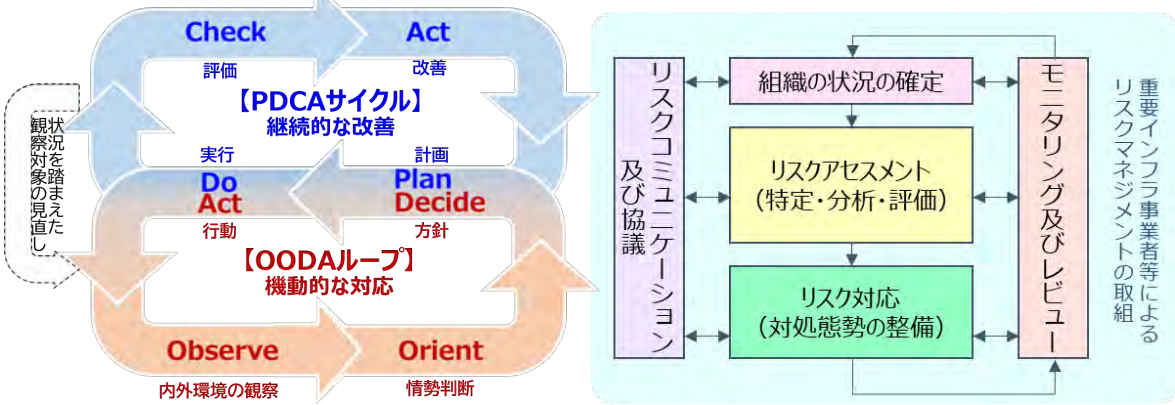 Check
Act
評価
改善
【PDCAサイクル】
継続的な改善
実行
計画
Do
Plan
Act
Decide
行動
方針
【OODAループ】
機動的な対応
Observe
Orient
内外環境の観察
情勢判断
状況を踏まえた
観察対象の見直し
リスクコミュニケーション
及び協議
組織の状況の確定
リスクアセスメント
（特定・分析・評価）
リスク対応
（対処態勢の整備）
モニタリング及びレビュー
重要インフラ事業者等による
リスクマネジメントの取組